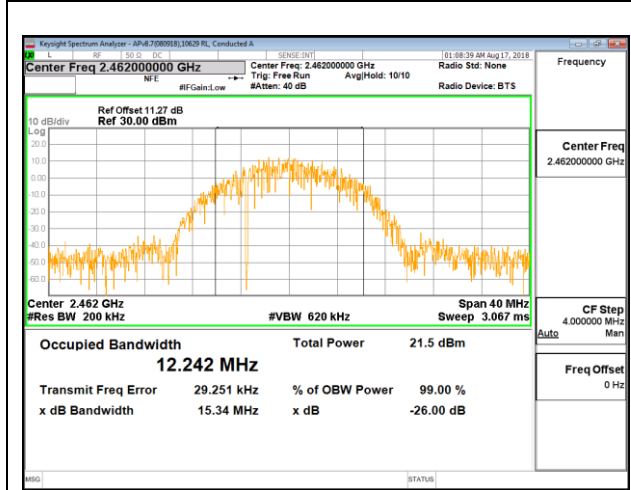 Keysight Spectrum Analyzer - APv8.7(080918),10629 RL, Conducted A
L RF 50 Ω DC SENSE:INT 01:08:39 AM Aug 17, 2018
Center Freq 2.462000000 GHz
NFE
#IFGain:Low
Center Freq: 2.462000000 GHz
Trig: Free Run Avg|Hold: 10/10
#Atten: 40 dB
Radio Std: None
Radio Device: BTS
Frequency
Ref Offset 11.27 dB
10 dB/div Ref 30.00 dBm
Log
20.0
10.0
0.00
-10.0
-20.0
-30.0
-40.0
-50.0
-60.0
Center 2.462 GHz Span 40 MHz
#Res BW 200 kHz #VBW 620 kHz Sweep 3.067 ms
Occupied Bandwidth Total Power 21.5 dBm
12.242 MHz
Transmit Freq Error 29.251 kHz % of OBW Power 99.00 %
x dB Bandwidth 15.34 MHz x dB -26.00 dB
Center Freq
2.462000000 GHz
CF Step
4.000000 MHz
Auto Man
Freq Offset
0 Hz
MSG STATUS